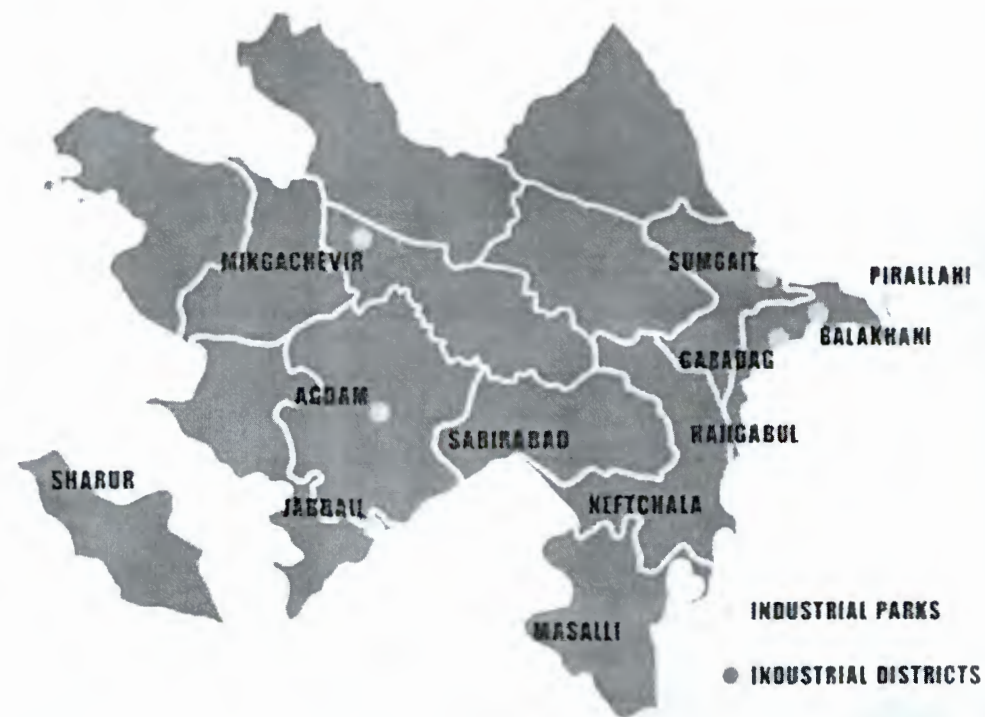 MINGACHEVIR
SUMGAIT
PIRALLAHI
BALAKHANI
GARADAG
AGDAM
HAJIGABUL
SABIRABAD
SHARUR
JABRAIL
NEFTCHALA
INDUSTRIAL PARKS
MASALLI
INDUSTRIAL DISTRICTS